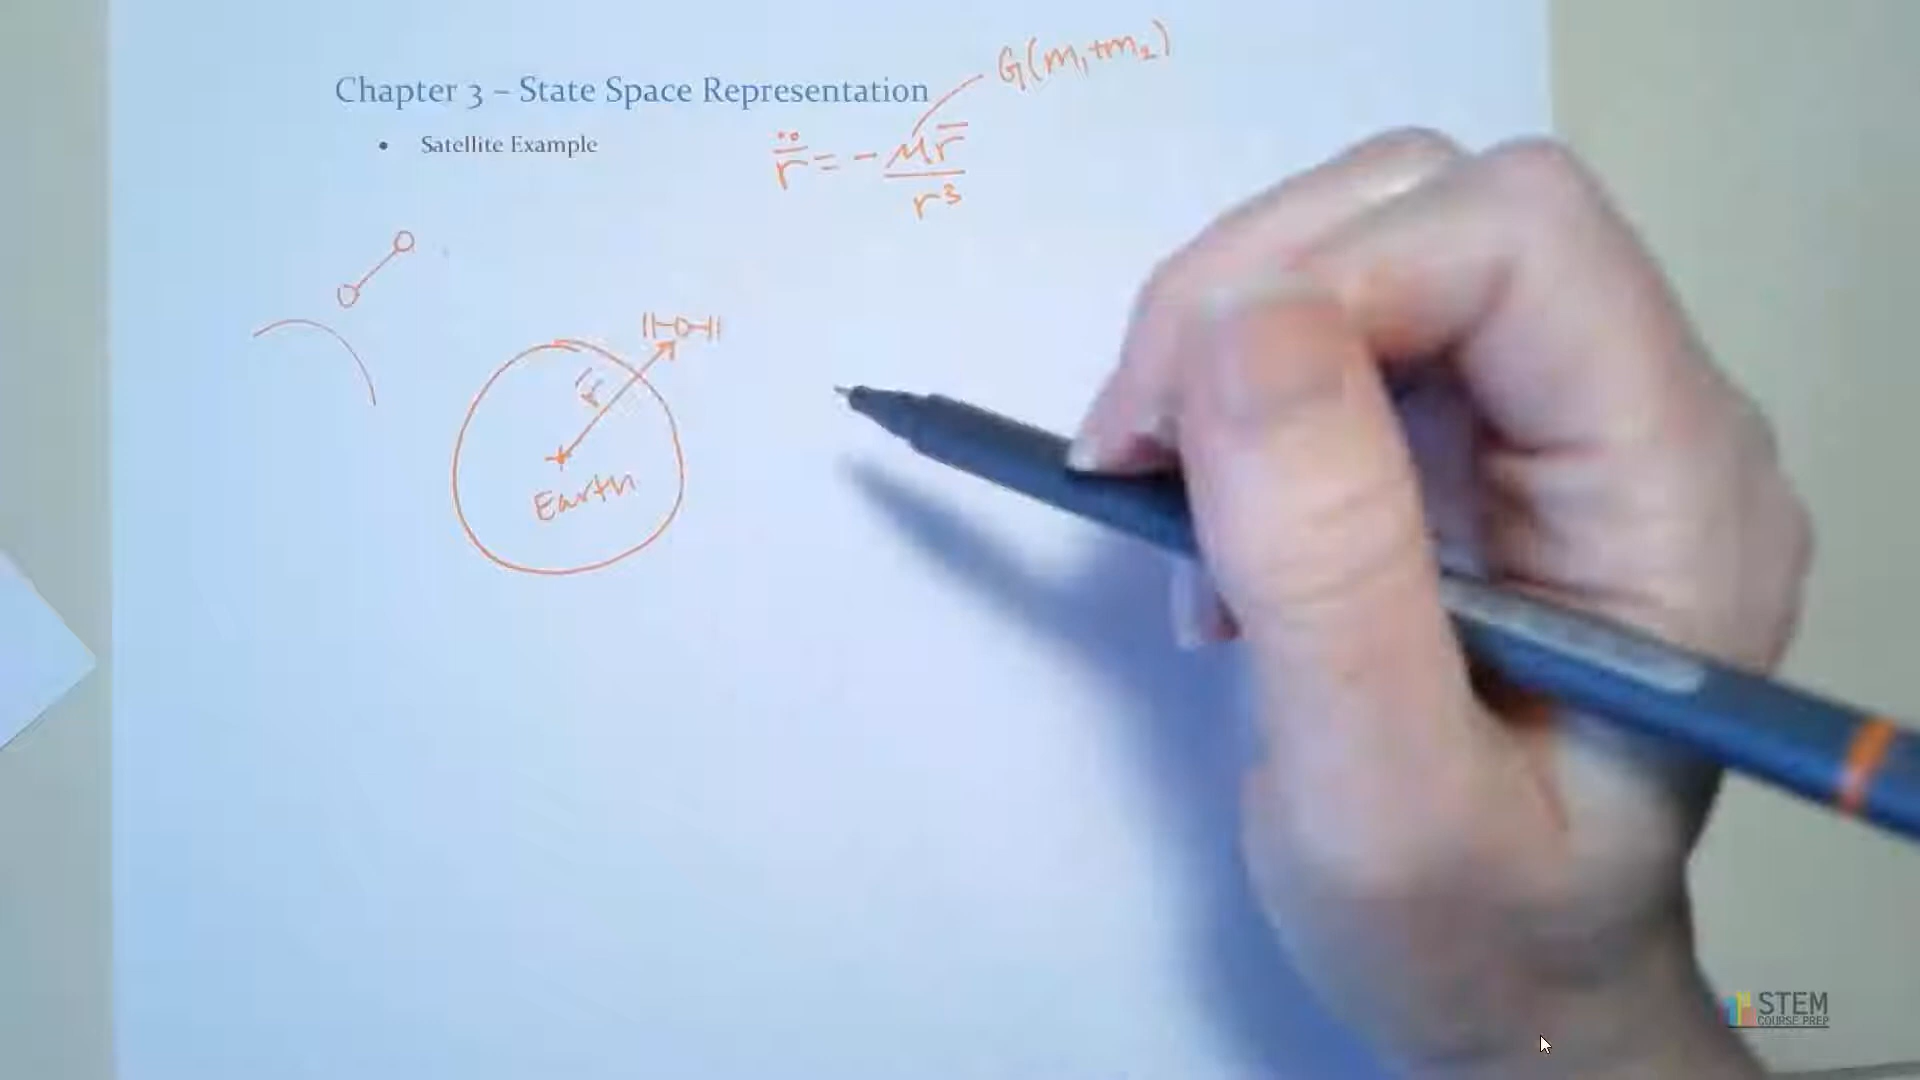 G(m₁+m₂)
Chapter 3 – State Space Representation
• Satellite Example
r̈̄ = - μr̄ / r³
r̄
Earth
STEM
COURSE PREP